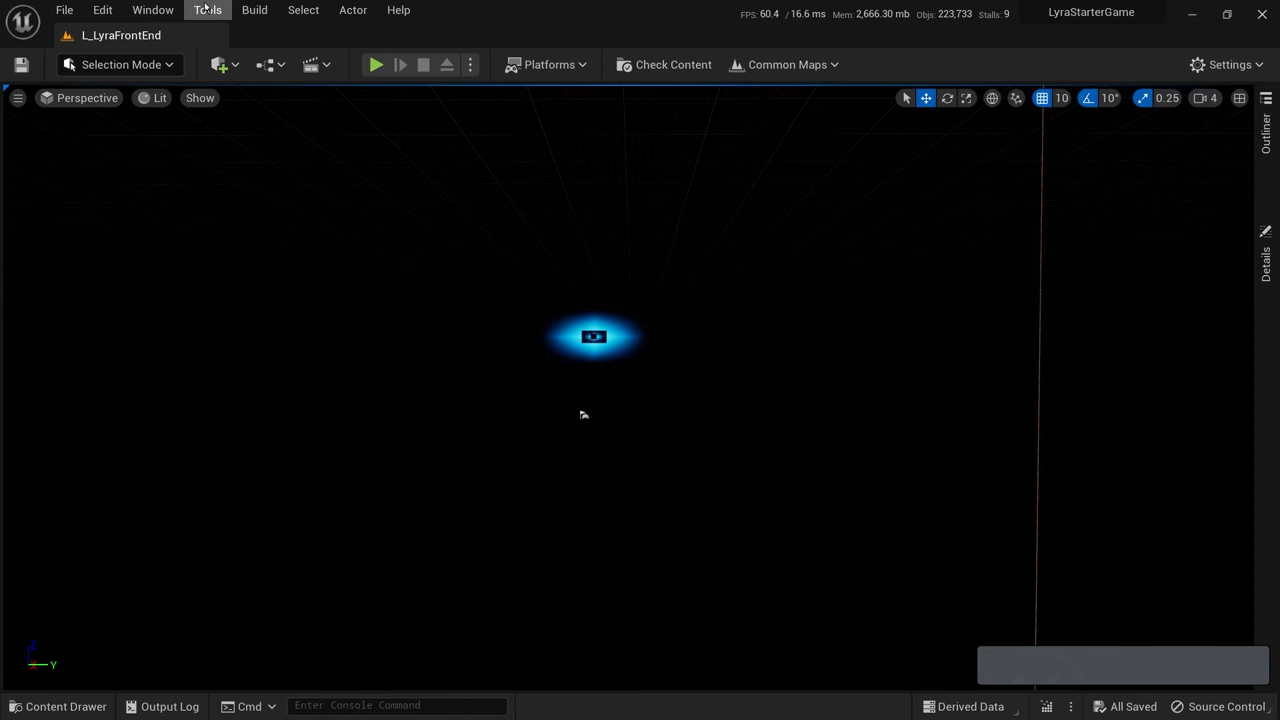 File Edit Window Tools Build Select Actor Help
FPS: 60.4 / 16.6 ms Mem: 2,666.30 mb Objs: 223,733 Stalls: 9 LyraStarterGame
L_LyraFrontEnd
Selection Mode Platforms Check Content Common Maps Settings
Perspective Lit Show 10 10° 0.25 4
Outliner
Details
Z
X Y
Content Drawer Output Log Cmd Enter Console Command Derived Data All Saved Source Control